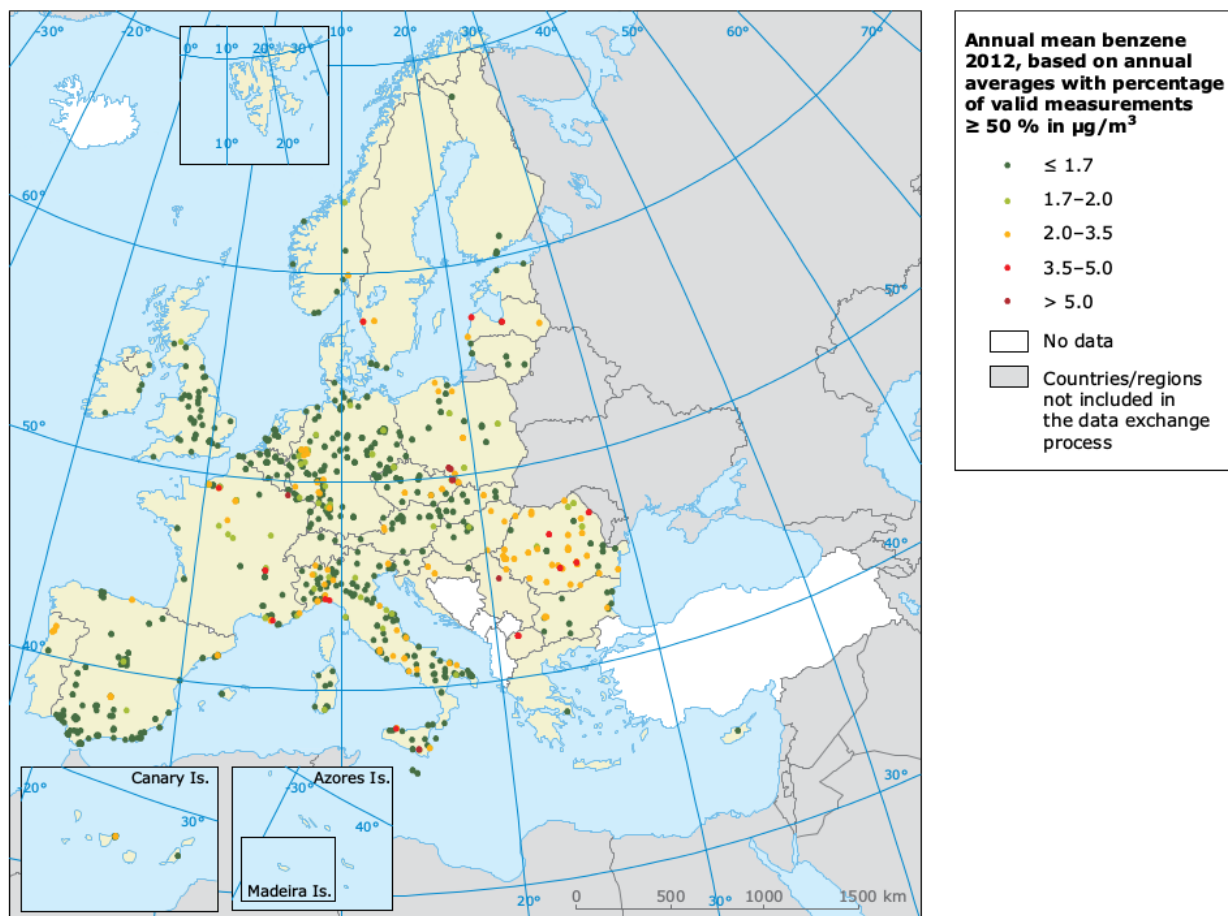 -30°
-20°
-10°
0°
10°
20°
30°
40°
50°
60°
70°
0°
10°
20°
30°
10°
20°
60°
50°
50°
40°
40°
30°
Canary Is.
-20°
30°
Azores Is.
-30°
40°
Madeira Is.
20°
30°
0
500
1000
1500 km
Annual mean benzene
2012, based on annual
averages with percentage
of valid measurements
≥ 50 % in µg/m³
≤ 1.7
1.7–2.0
2.0–3.5
3.5–5.0
> 5.0
No data
Countries/regions
not included in
the data exchange
process